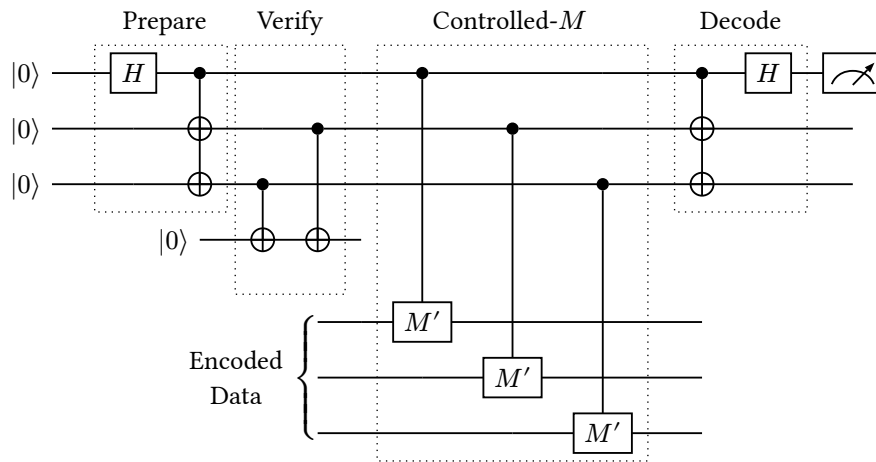 Prepare Verify Controlled-M Decode
|0⟩ H H
|0⟩
|0⟩
|0⟩
M′
Encoded
Data
M′
M′